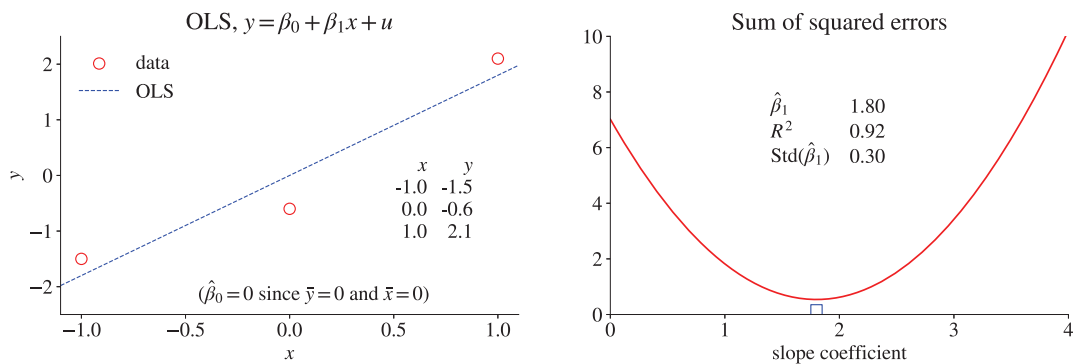 OLS, y = β₀ + β₁x + u
data
OLS
x y
-1.0 -1.5
0.0 -0.6
1.0 2.1
(β̂₀ = 0 since ȳ=0 and x̄=0)
2
1
0
−1
−2
y
−1.0 −0.5 0.0 0.5 1.0
x
Sum of squared errors
β̂₁ 1.80
R² 0.92
Std(β̂₁) 0.30
10
8
6
4
2
0
0 1 2 3 4
slope coefficient